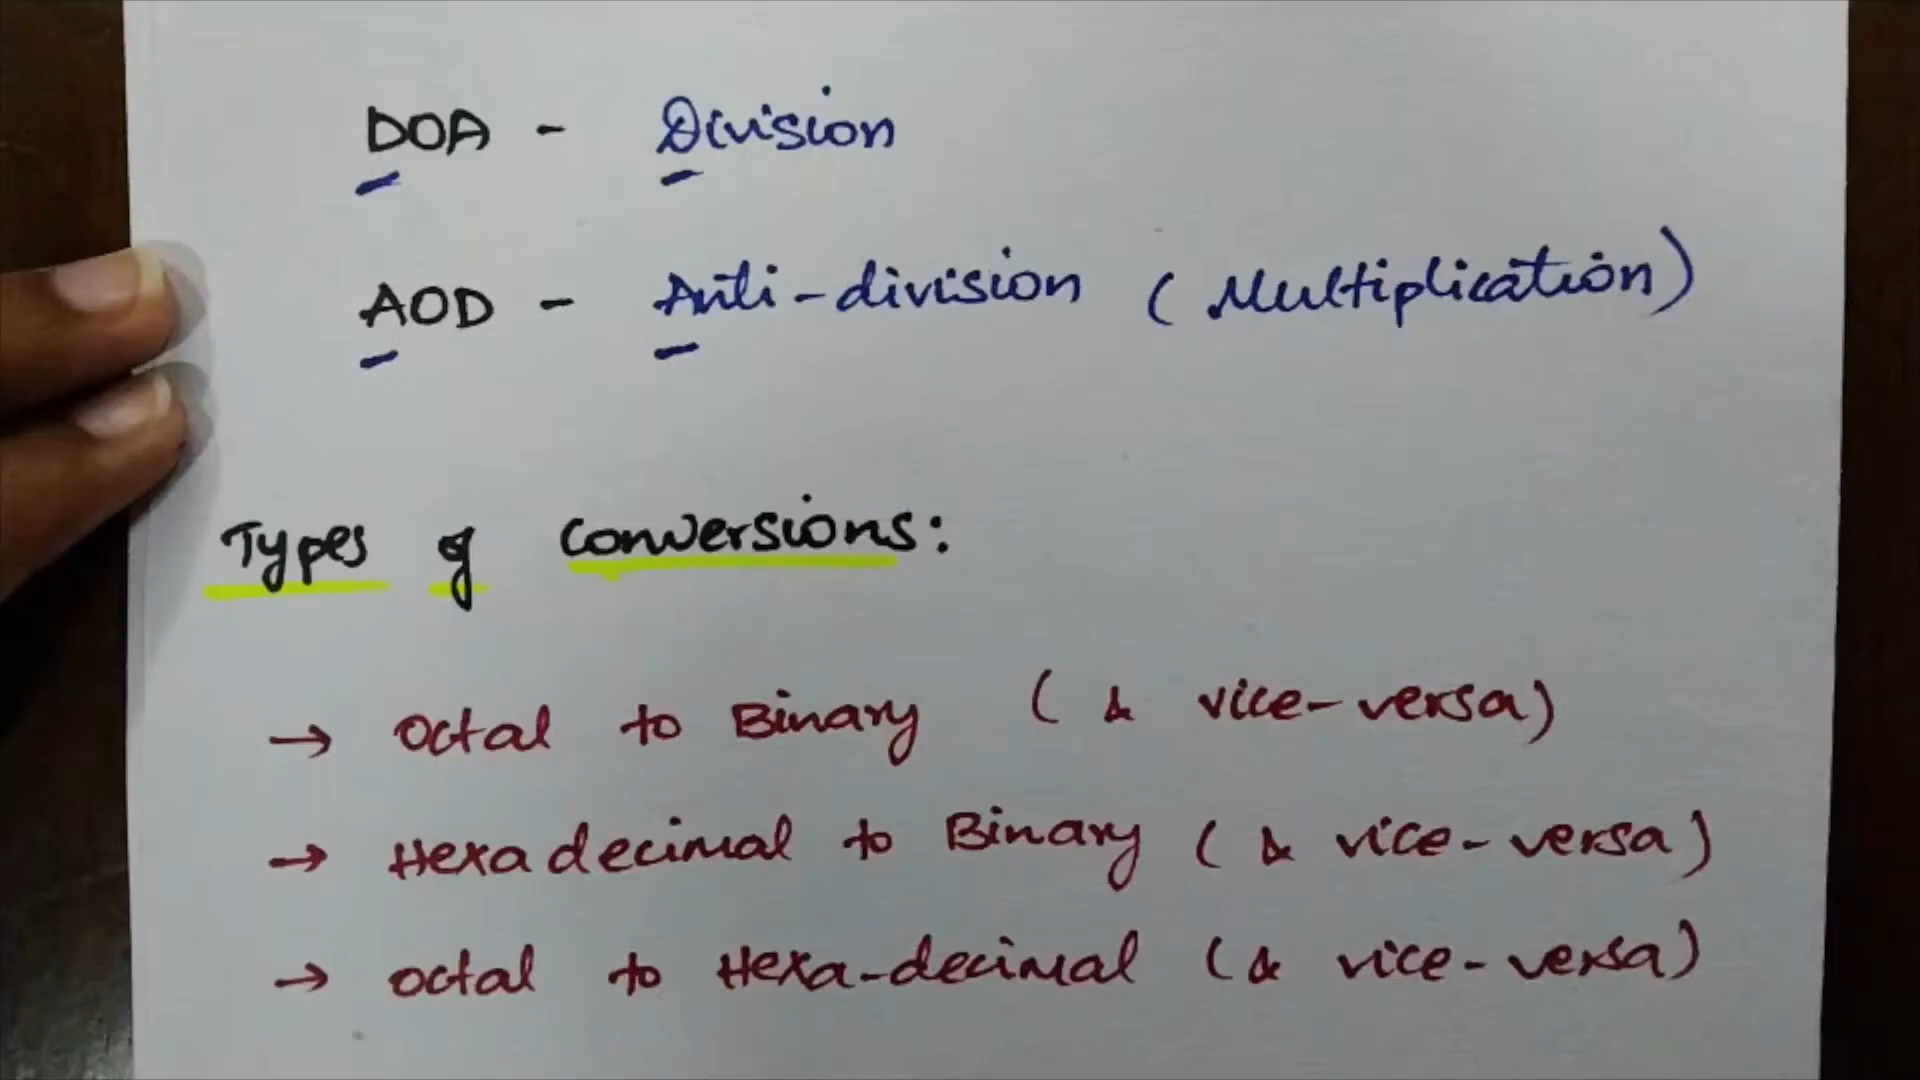 DOA - Division
AOD - Anti-division (Multiplication)
Types of Conversions:
→ Octal to Binary (& vice-versa)
→ Hexadecimal to Binary (& vice-versa)
→ Octal to Hexa-decimal (& vice-versa)